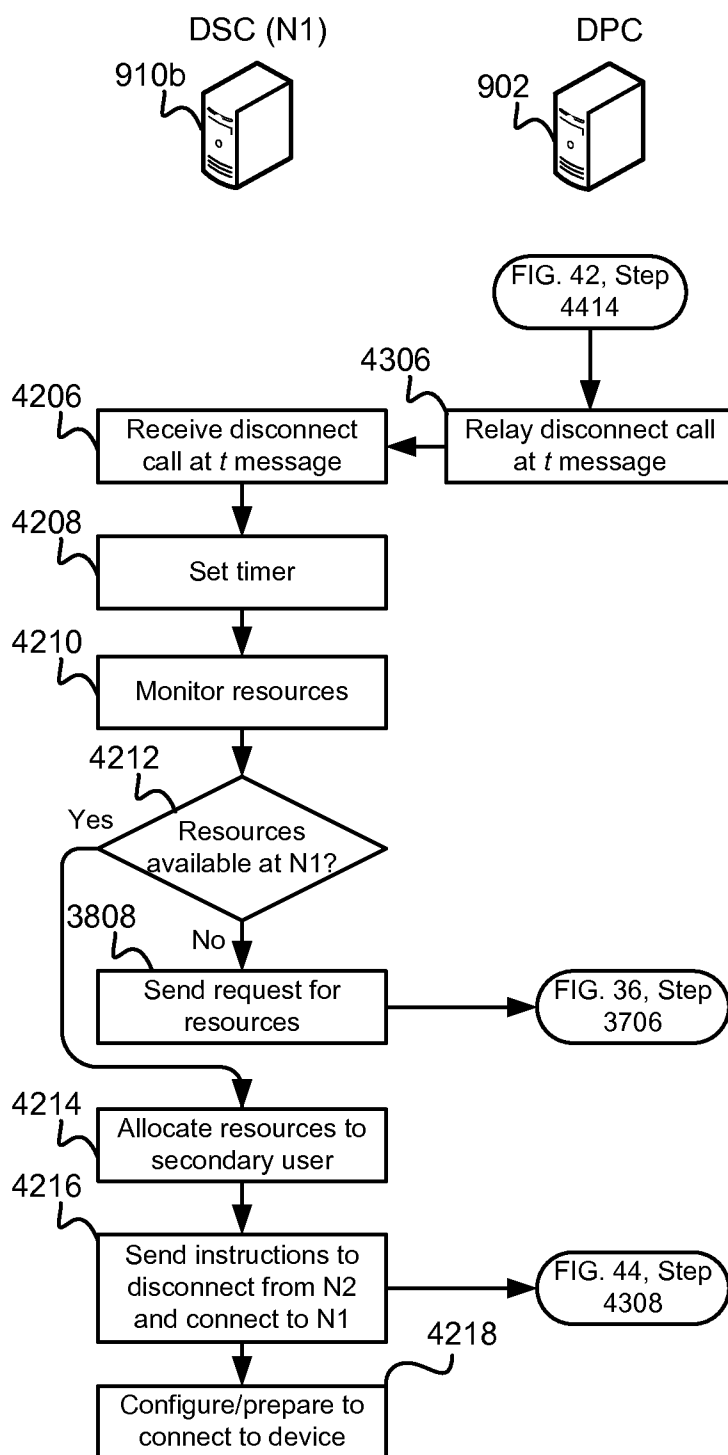 DSC (N1)
DPC
910b
902
FIG. 42, Step
4414
4306
4206
Relay disconnect call
at t message
Receive disconnect
call at t message
4208
Set timer
4210
Monitor resources
4212
Yes
Resources
available at N1?
3808
No
Send request for
resources
FIG. 36, Step
3706
4214
Allocate resources to
secondary user
4216
Send instructions to
disconnect from N2
and connect to N1
FIG. 44, Step
4308
4218
Configure/prepare to
connect to device